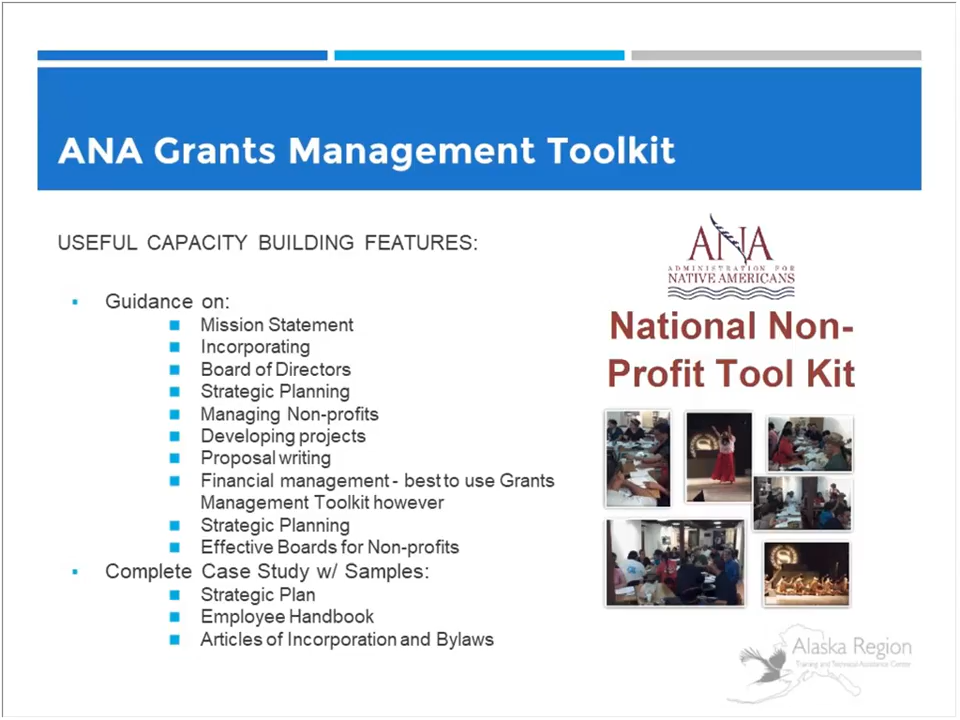 ANA Grants Management Toolkit
USEFUL CAPACITY BUILDING FEATURES:
Guidance on:
Mission Statement
Incorporating
Board of Directors
Strategic Planning
Managing Non-profits
Developing projects
Proposal writing
Financial management - best to use Grants
Management Toolkit however
Strategic Planning
Effective Boards for Non-profits
Complete Case Study w/ Samples:
Strategic Plan
Employee Handbook
Articles of Incorporation and Bylaws
ANA
ADMINISTRATION FOR
NATIVE AMERICANS
National Non-
Profit Tool Kit
Alaska Region
Training and Technical Assistance Center